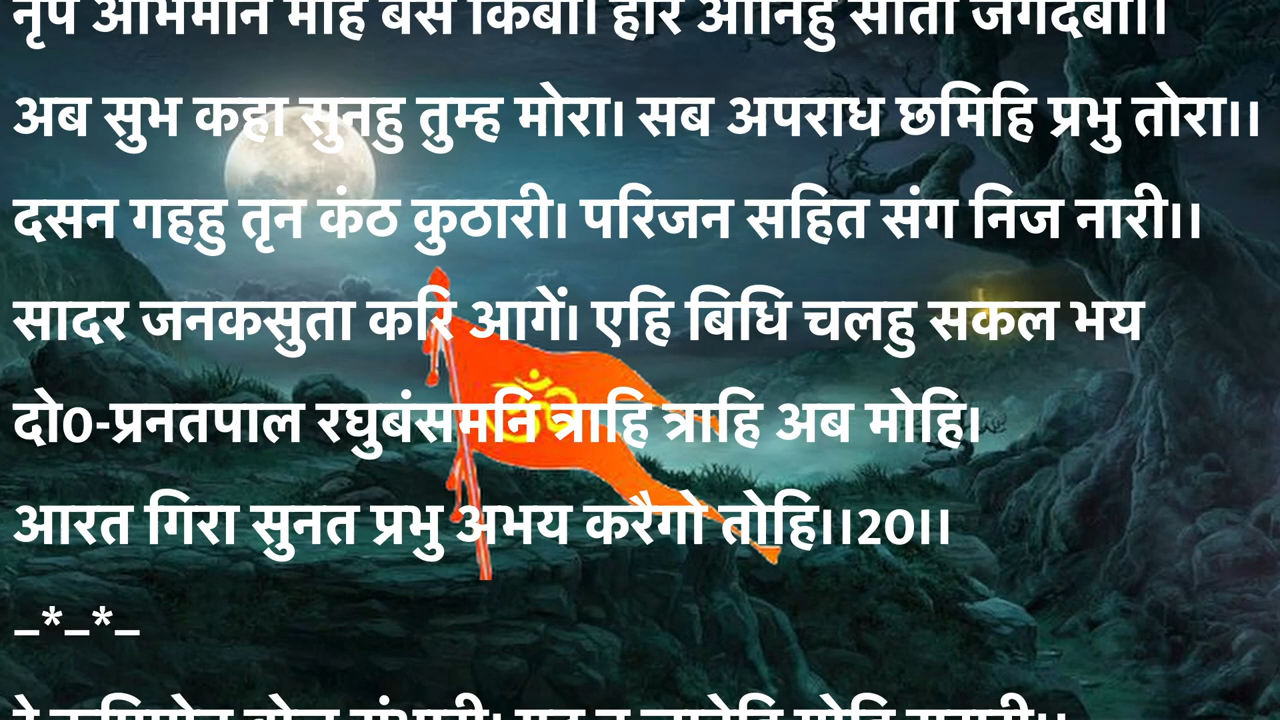 नृप अभिमान मोह बस किंबा। हरि आनिहु सीता जगदंबा।।
अब सुभ कहा सुनहु तुम्ह मोरा। सब अपराध छमिहि प्रभु तोरा।।
दसन गहहु तृन कंठ कुठारी। परिजन सहित संग निज नारी।।
सादर जनकसुता करि आगें। एहि बिधि चलहु सकल भय
दो0-प्रनतपाल रघुबंसमनि त्राहि त्राहि अब मोहि।
आरत गिरा सुनत प्रभु अभय करैगो तोहि।।20।।
_*_*_